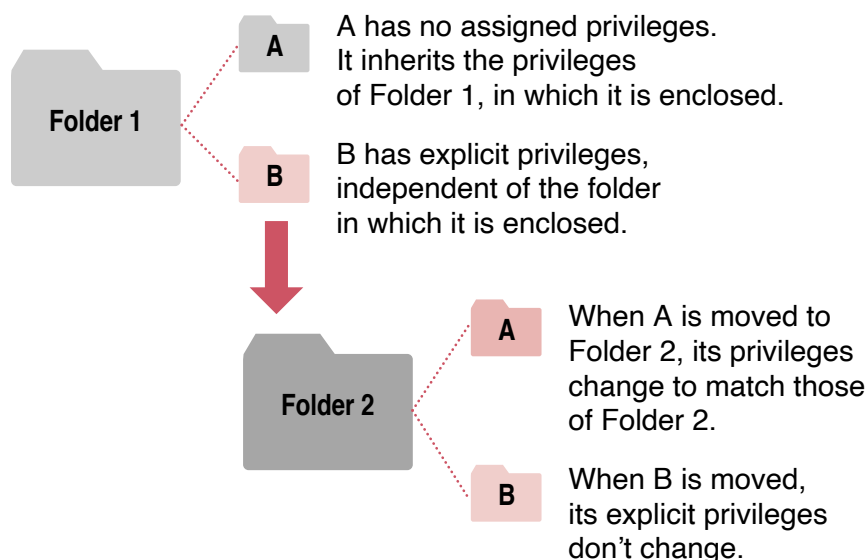 A
A has no assigned privileges.
It inherits the privileges
of Folder 1, in which it is enclosed.
Folder 1
B
B has explicit privileges,
independent of the folder
in which it is enclosed.
A
When A is moved to
Folder 2, its privileges
change to match those
of Folder 2.
Folder 2
B
When B is moved,
its explicit privileges
don’t change.